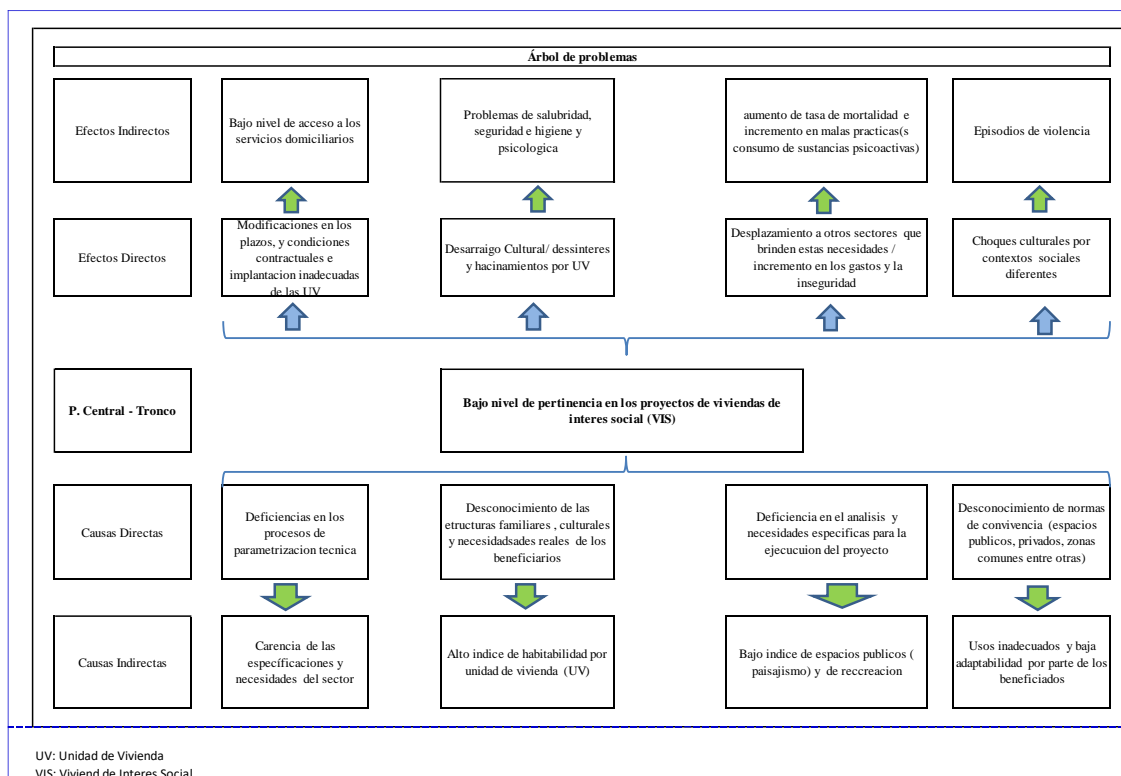 Árbol de problemas
Efectos Indirectos
Bajo nivel de acceso a los
servicios domiciliarios
Problemas de salubridad,
seguridad e higiene y
psicologica
aumento de tasa de mortalidad e
incremento en malas practicas(s
consumo de sustancias psicoactivas)
Episodios de violencia
Efectos Directos
Modificaciones en los
plazos, y condiciones
contractuales e
implantacion inadecuadas
de las UV
Desarraigo Cultural/ dessinteres
y hacinamientos por UV
Desplazamiento a otros sectores que
brinden estas necesidades /
incremento en los gastos y la
inseguridad
Choques culturales por
contextos sociales
diferentes
P. Central - Tronco
Bajo nivel de pertinencia en los proyectos de viviendas de
interes social (VIS)
Causas Directas
Deficiencias en los
procesos de
parametrizacion tecnica
Desconocimiento de las
etructuras familiares , culturales
y necesidadsades reales de los
beneficiarios
Deficiencia en el analisis y
necesidades especificas para la
ejecucuion del proyecto
Desconocimiento de normas
de convivencia (espacios
publicos, privados, zonas
comunes entre otras)
Causas Indirectas
Carencia de las
específicaciones y
necesidades del sector
Alto indice de habitabilidad por
unidad de vivienda (UV)
Bajo indice de espacios publicos (
paisajismo) y de reccreacion
Usos inadecuados y baja
adaptabilidad por parte de los
beneficiados
UV: Unidad de Vivienda
VIS: Viviend de Interes Social